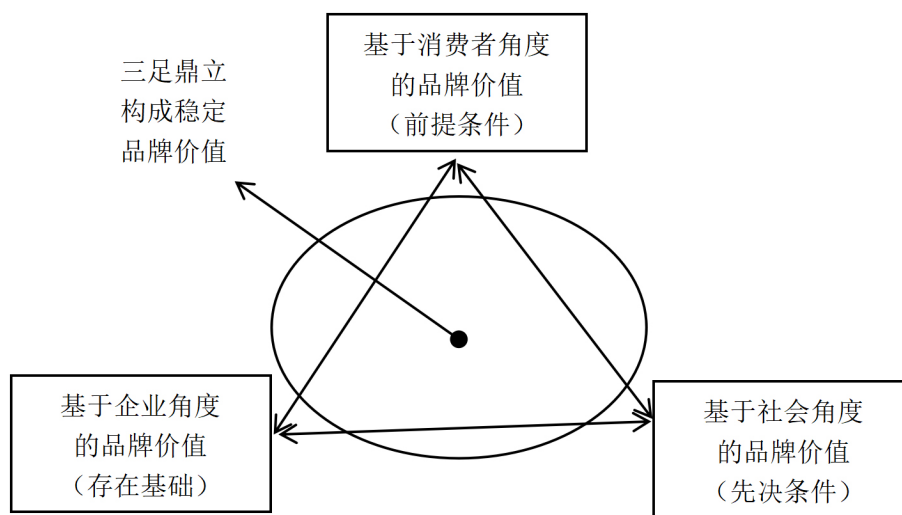 基于消费者角度
的品牌价值
（前提条件）
三足鼎立
构成稳定
品牌价值
基于企业角度
的品牌价值
（存在基础）
基于社会角度
的品牌价值
（先决条件）